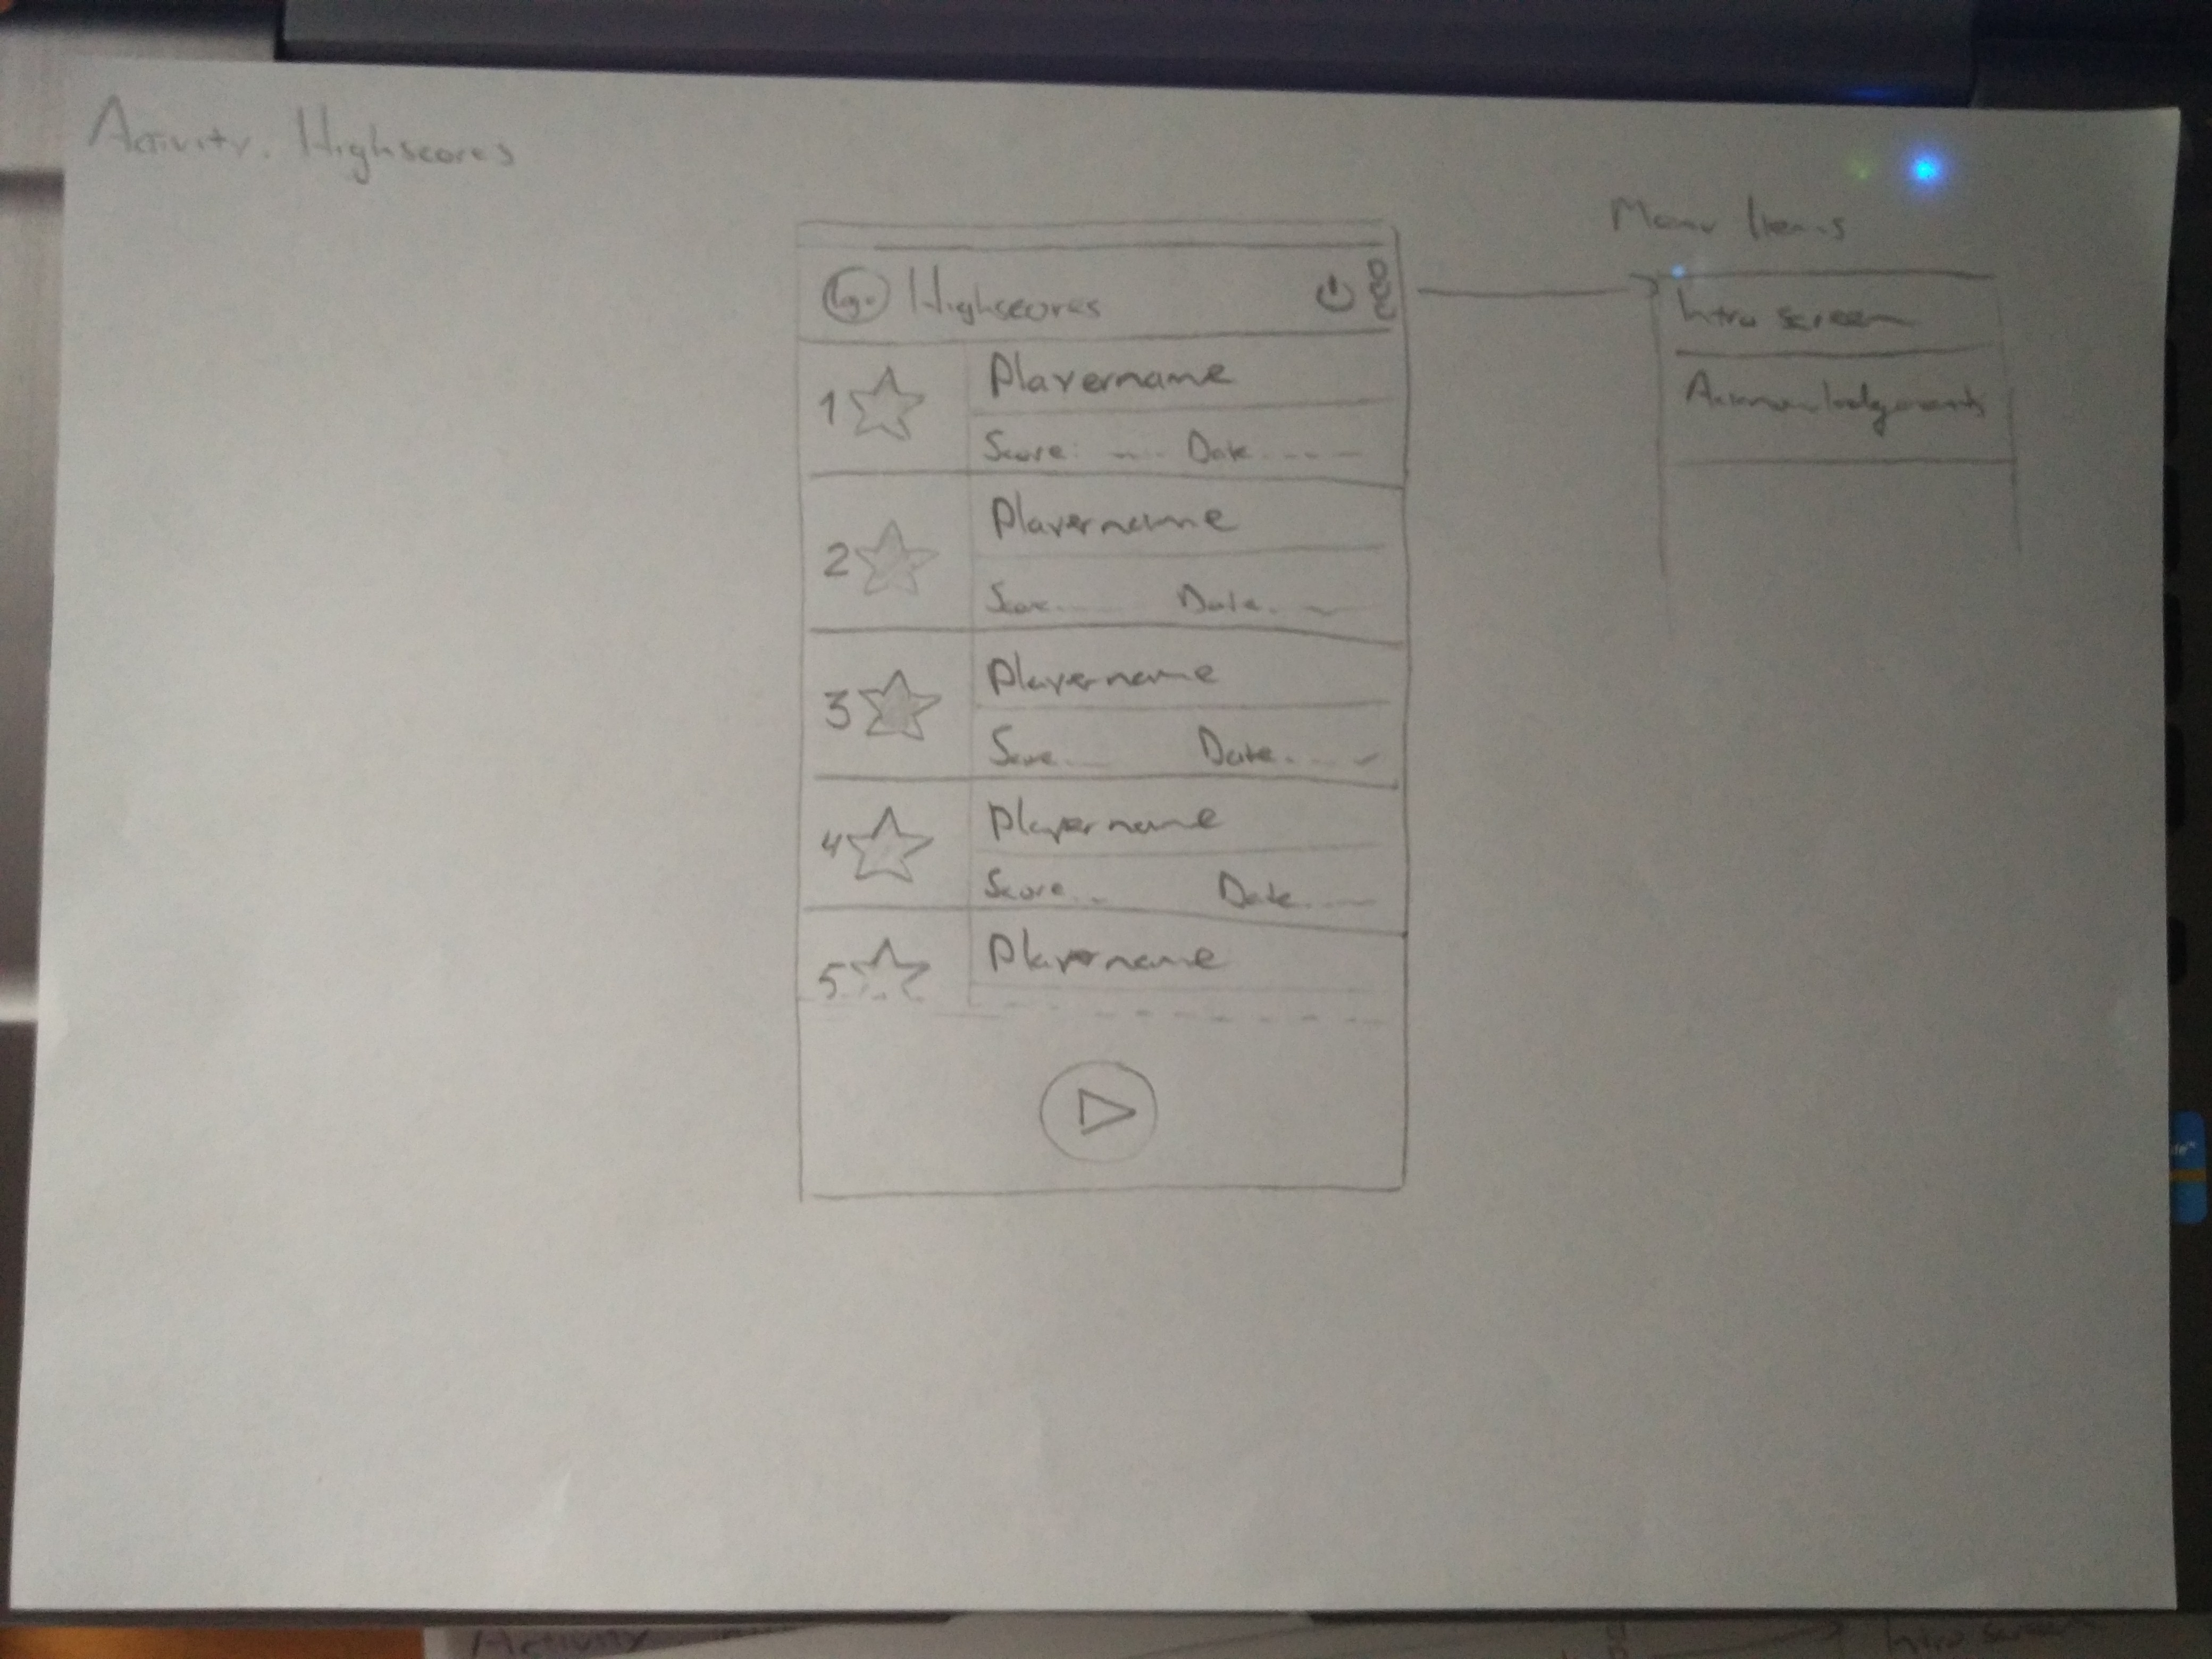 Activity. Highscores
Menu Items
Logo Highscores
Intro screen
Acknowledgements
1 Playername
Score: Date
2 Playername
Score Date
3 Playername
Score Date
4 Playername
Score Date
5 Playername
Activity
Intro screen